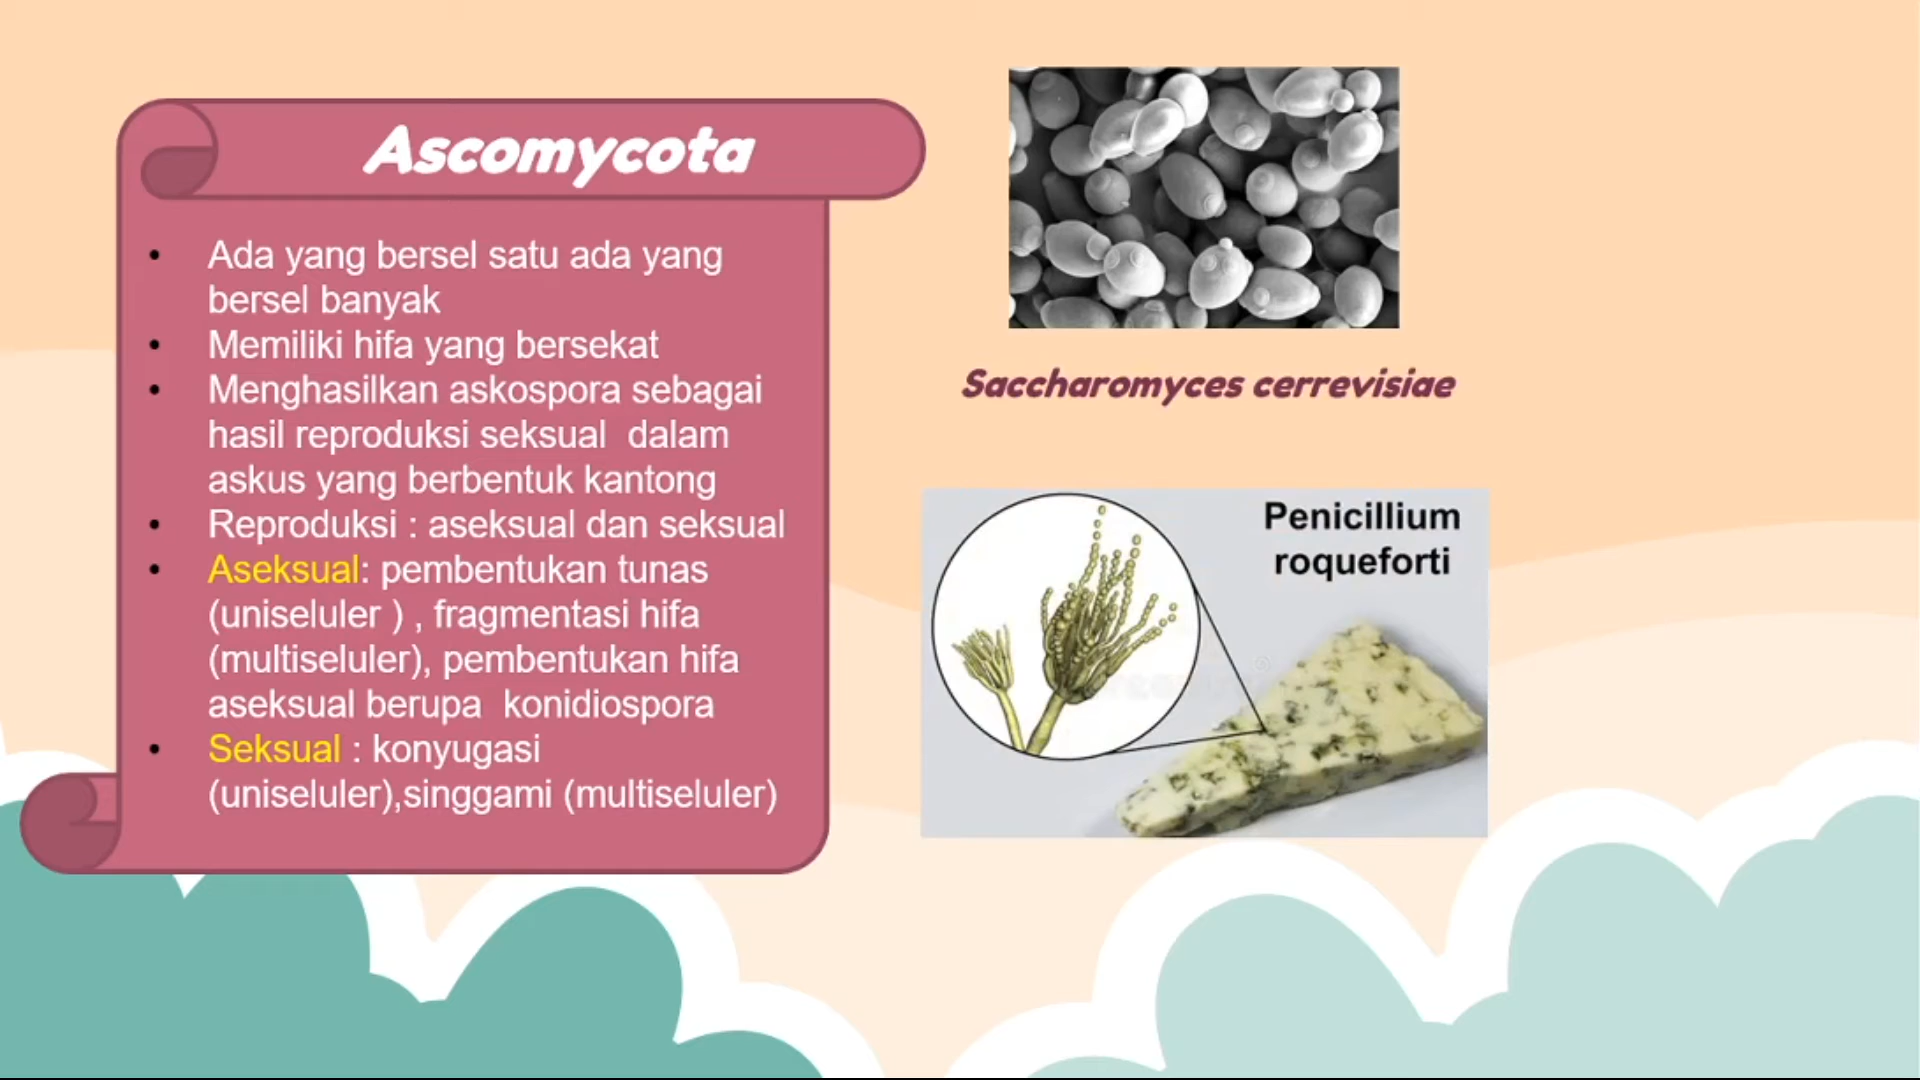 Ascomycota
• Ada yang bersel satu ada yang
bersel banyak
• Memiliki hifa yang bersekat
• Menghasilkan askospora sebagai
hasil reproduksi seksual dalam
askus yang berbentuk kantong
• Reproduksi : aseksual dan seksual
• Aseksual: pembentukan tunas
(uniseluler ) , fragmentasi hifa
(multiseluler), pembentukan hifa
aseksual berupa konidiospora
• Seksual : konyugasi
(uniseluler),singgami (multiseluler)
Saccharomyces cerrevisiae
Penicillium
roqueforti